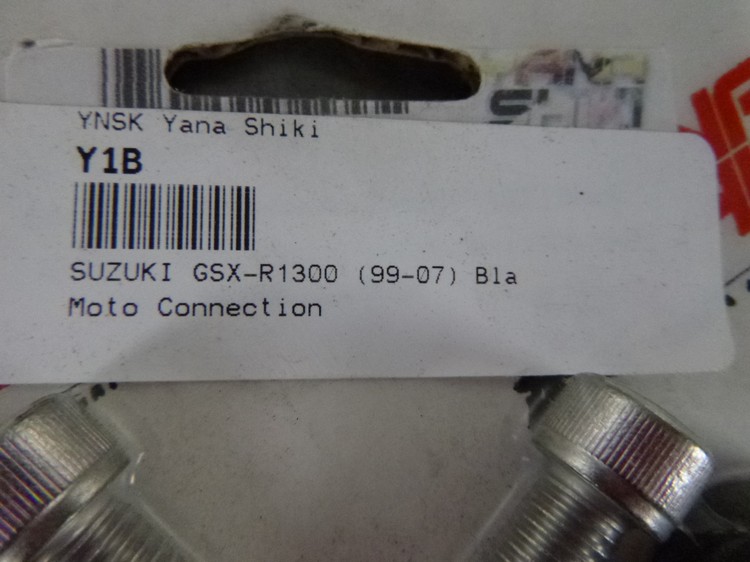 YNSK Yana Shiki
Y1B
SUZUKI GSX-R1300 (99-07) Bla
Moto Connection